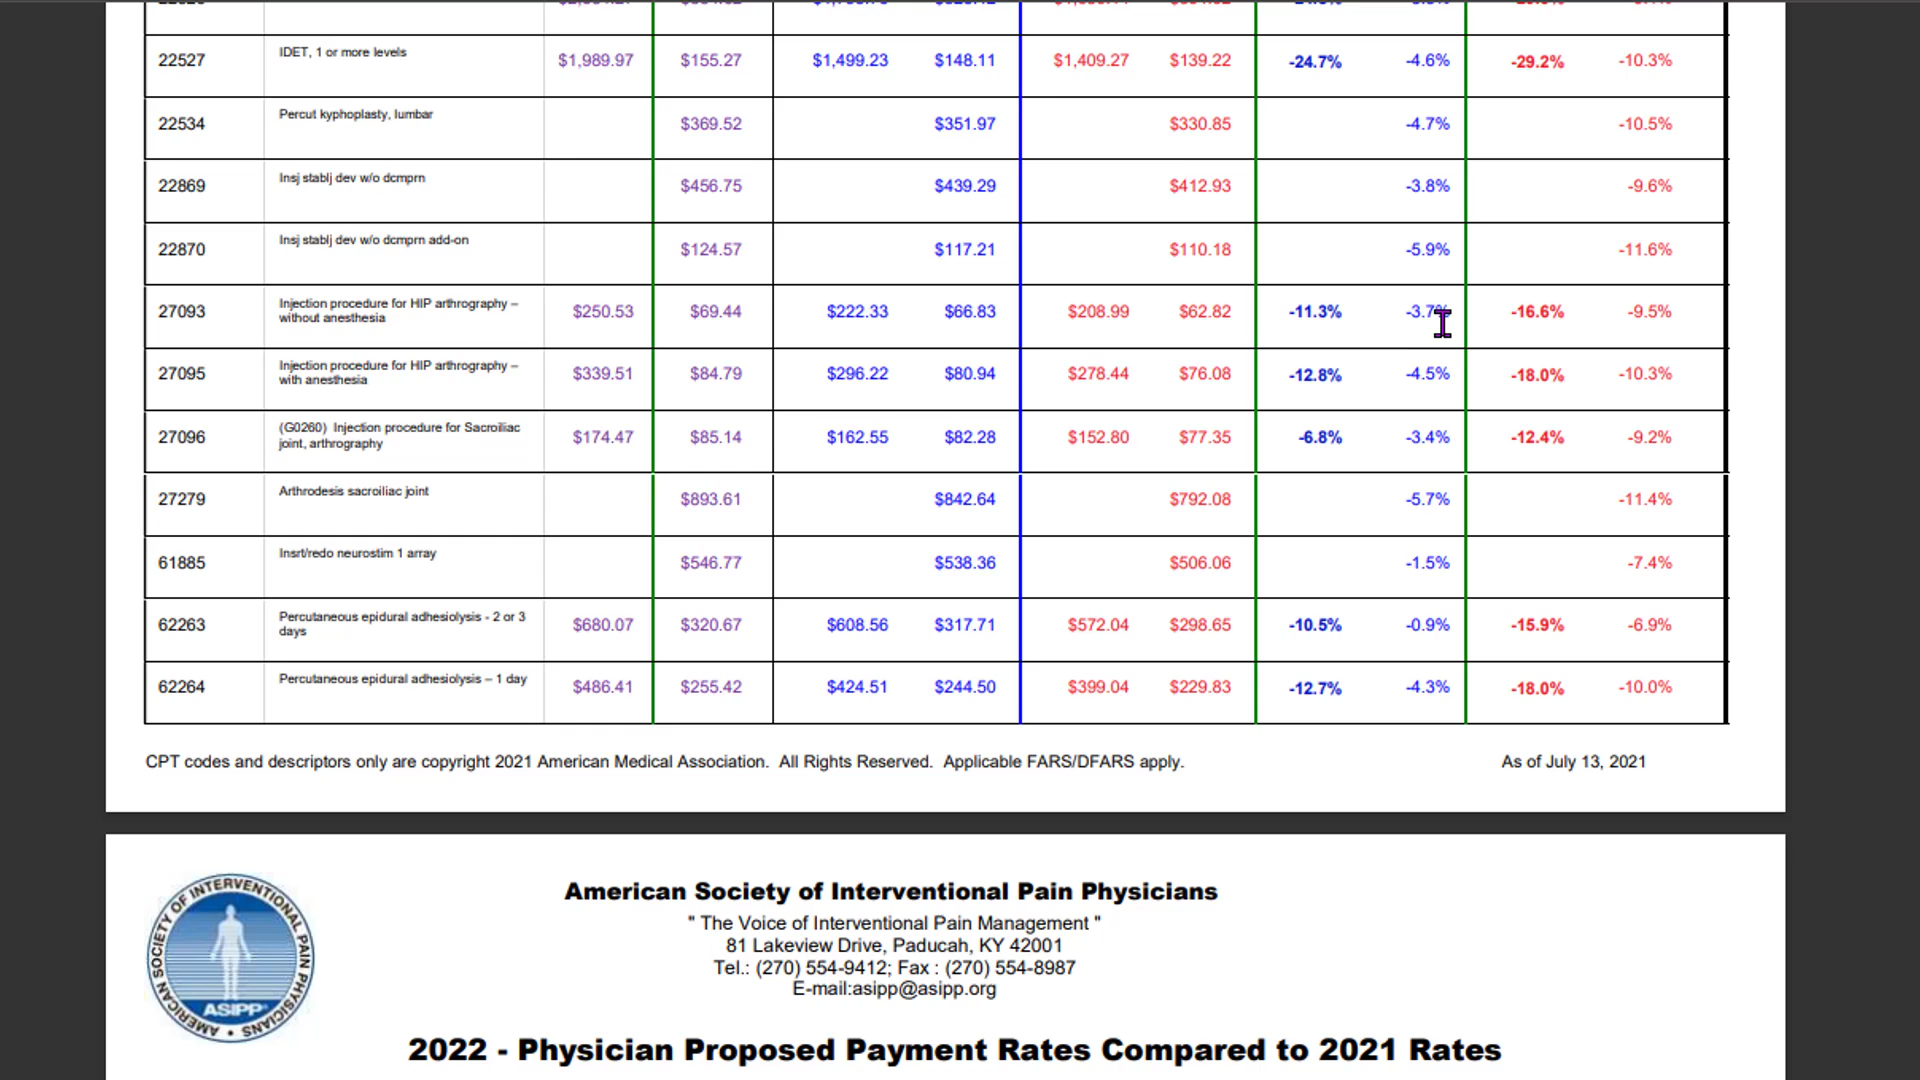 22527 IDET, 1 or more levels $1,989.97 $155.27 $1,499.23 $148.11 $1,409.27 $139.22 -24.7% -4.6% -29.2% -10.3%
22534 Percut kyphoplasty, lumbar $369.52 $351.97 $330.85 -4.7% -10.5%
22869 Insj stablj dev w/o dcmprn $456.75 $439.29 $412.93 -3.8% -9.6%
22870 Insj stablj dev w/o dcmprn add-on $124.57 $117.21 $110.18 -5.9% -11.6%
27093 Injection procedure for HIP arthrography –
without anesthesia $250.53 $69.44 $222.33 $66.83 $208.99 $62.82 -11.3% -3.7% -16.6% -9.5%
27095 Injection procedure for HIP arthrography –
with anesthesia $339.51 $84.79 $296.22 $80.94 $278.44 $76.08 -12.8% -4.5% -18.0% -10.3%
27096 (G0260) Injection procedure for Sacroiliac
joint, arthrography $174.47 $85.14 $162.55 $82.28 $152.80 $77.35 -6.8% -3.4% -12.4% -9.2%
27279 Arthrodesis sacroiliac joint $893.61 $842.64 $792.08 -5.7% -11.4%
61885 Insrt/redo neurostim 1 array $546.77 $538.36 $506.06 -1.5% -7.4%
62263 Percutaneous epidural adhesiolysis - 2 or 3
days $680.07 $320.67 $608.56 $317.71 $572.04 $298.65 -10.5% -0.9% -15.9% -6.9%
62264 Percutaneous epidural adhesiolysis – 1 day $486.41 $255.42 $424.51 $244.50 $399.04 $229.83 -12.7% -4.3% -18.0% -10.0%
CPT codes and descriptors only are copyright 2021 American Medical Association. All Rights Reserved. Applicable FARS/DFARS apply. As of July 13, 2021
AMERICAN SOCIETY OF INTERVENTIONAL PAIN PHYSICIANS •
ASIPP
American Society of Interventional Pain Physicians
" The Voice of Interventional Pain Management "
81 Lakeview Drive, Paducah, KY 42001
Tel.: (270) 554-9412; Fax : (270) 554-8987
E-mail:asipp@asipp.org
2022 - Physician Proposed Payment Rates Compared to 2021 Rates